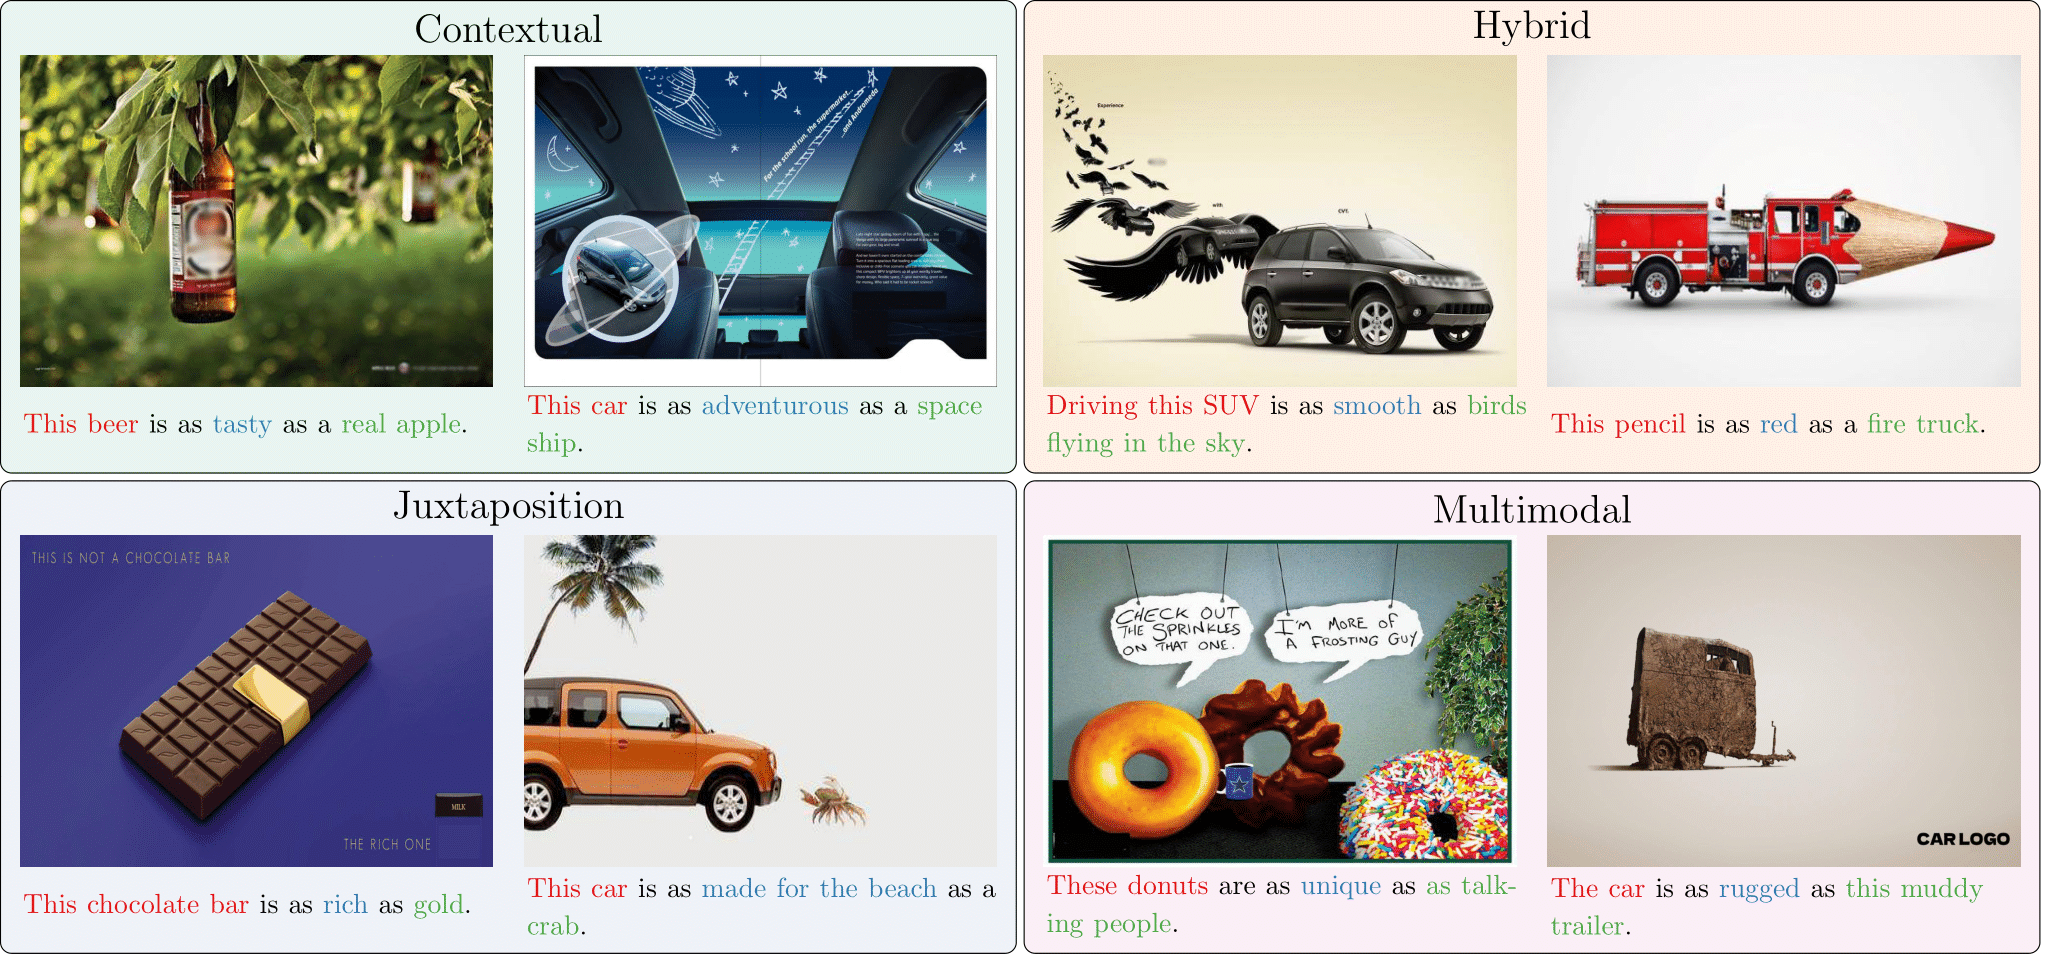 Contextual
For the school run, the supermarket...
...and Andromeda
This beer is as tasty as a real apple.
This car is as adventurous as a space
ship.
Hybrid
Experience
with
CVT.
Driving this SUV is as smooth as birds
flying in the sky.
This pencil is as red as a fire truck.
Juxtaposition
THIS IS NOT A CHOCOLATE BAR
MILK
THE RICH ONE
This chocolate bar is as rich as gold.
This car is as made for the beach as a
crab.
Multimodal
CHECK OUT
THE SPRINKLES
ON THAT ONE.
I'M MORE OF
A FROSTING GUY
CAR LOGO
These donuts are as unique as as talk-
ing people.
The car is as rugged as this muddy
trailer.